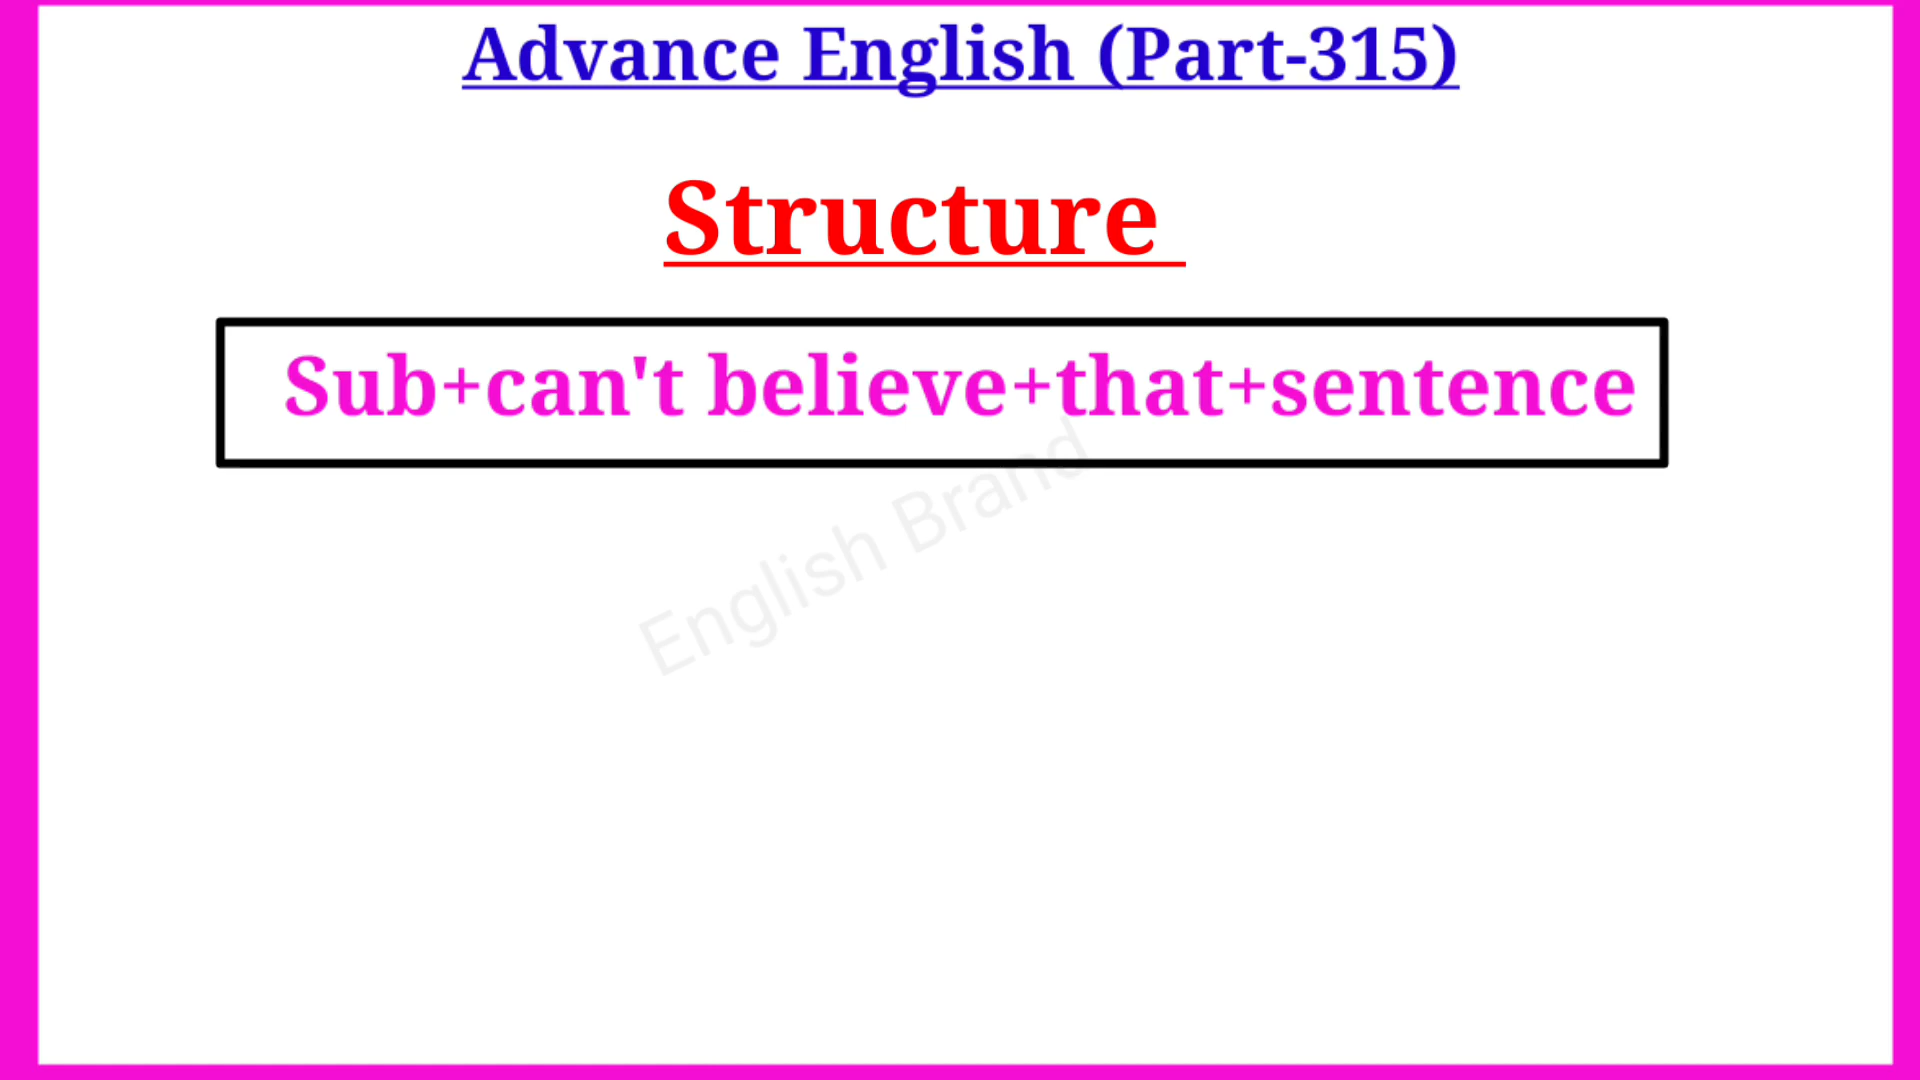 Advance English (Part-315)
Structure
Sub+can't believe+that+sentence
English Brand